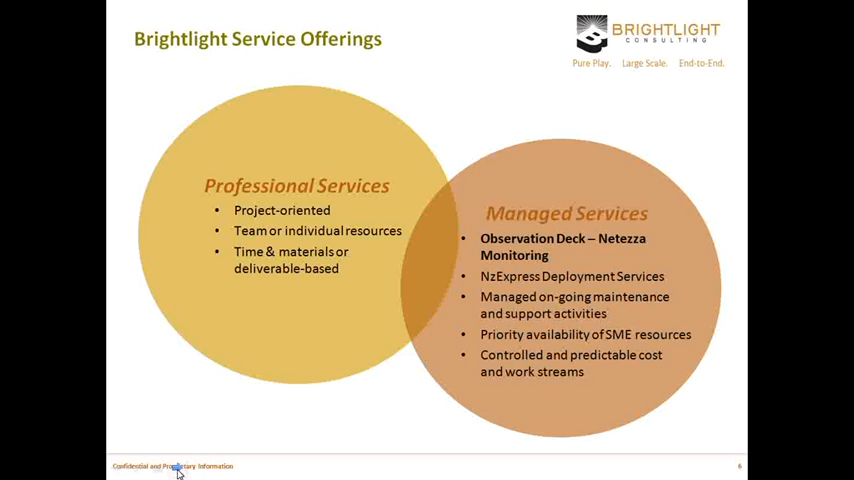 Brightlight Service Offerings
BRIGHTLIGHT
CONSULTING
Pure Play. Large Scale. End-to-End.
Professional Services
• Project-oriented
• Team or individual resources
• Time & materials or
deliverable-based
Managed Services
• Observation Deck – Netezza
Monitoring
• NzExpress Deployment Services
• Managed on-going maintenance
and support activities
• Priority availability of SME resources
• Controlled and predictable cost
and work streams
Confidential and Proprietary Information
6